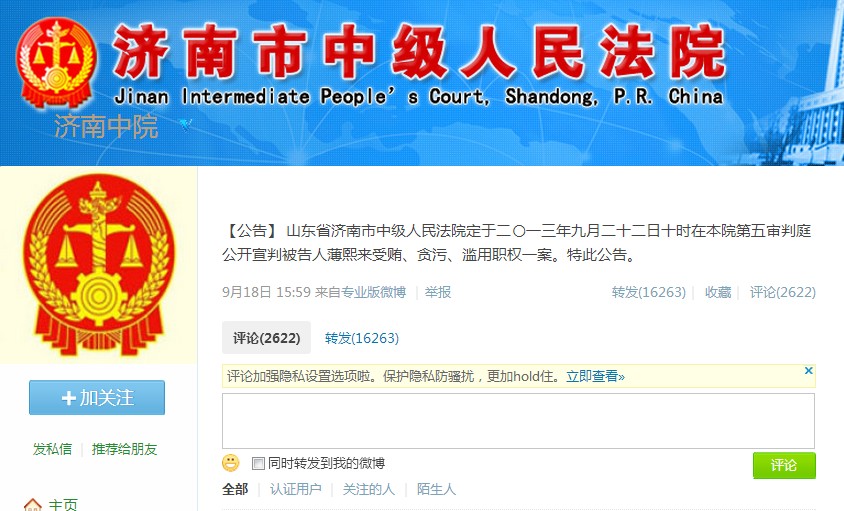 济南市中级人民法院
Jinan Intermediate People's Court, Shandong, P.R. China
济南中院
【公告】 山东省济南市中级人民法院定于二〇一三年九月二十二日十时在本院第五审判庭
公开宣判被告人薄熙来受贿、贪污、滥用职权一案。特此公告。
9月18日 15:59 来自专业版微博 | 举报 转发(16263) | 收藏 | 评论(2622)
评论(2622) 转发(16263)
评论加强隐私设置选项啦。保护隐私防骚扰，更加hold住。立即查看»
+加关注
发私信 | 推荐给朋友
同时转发到我的微博 评论
全部 | 认证用户 | 关注的人 | 陌生人
主页